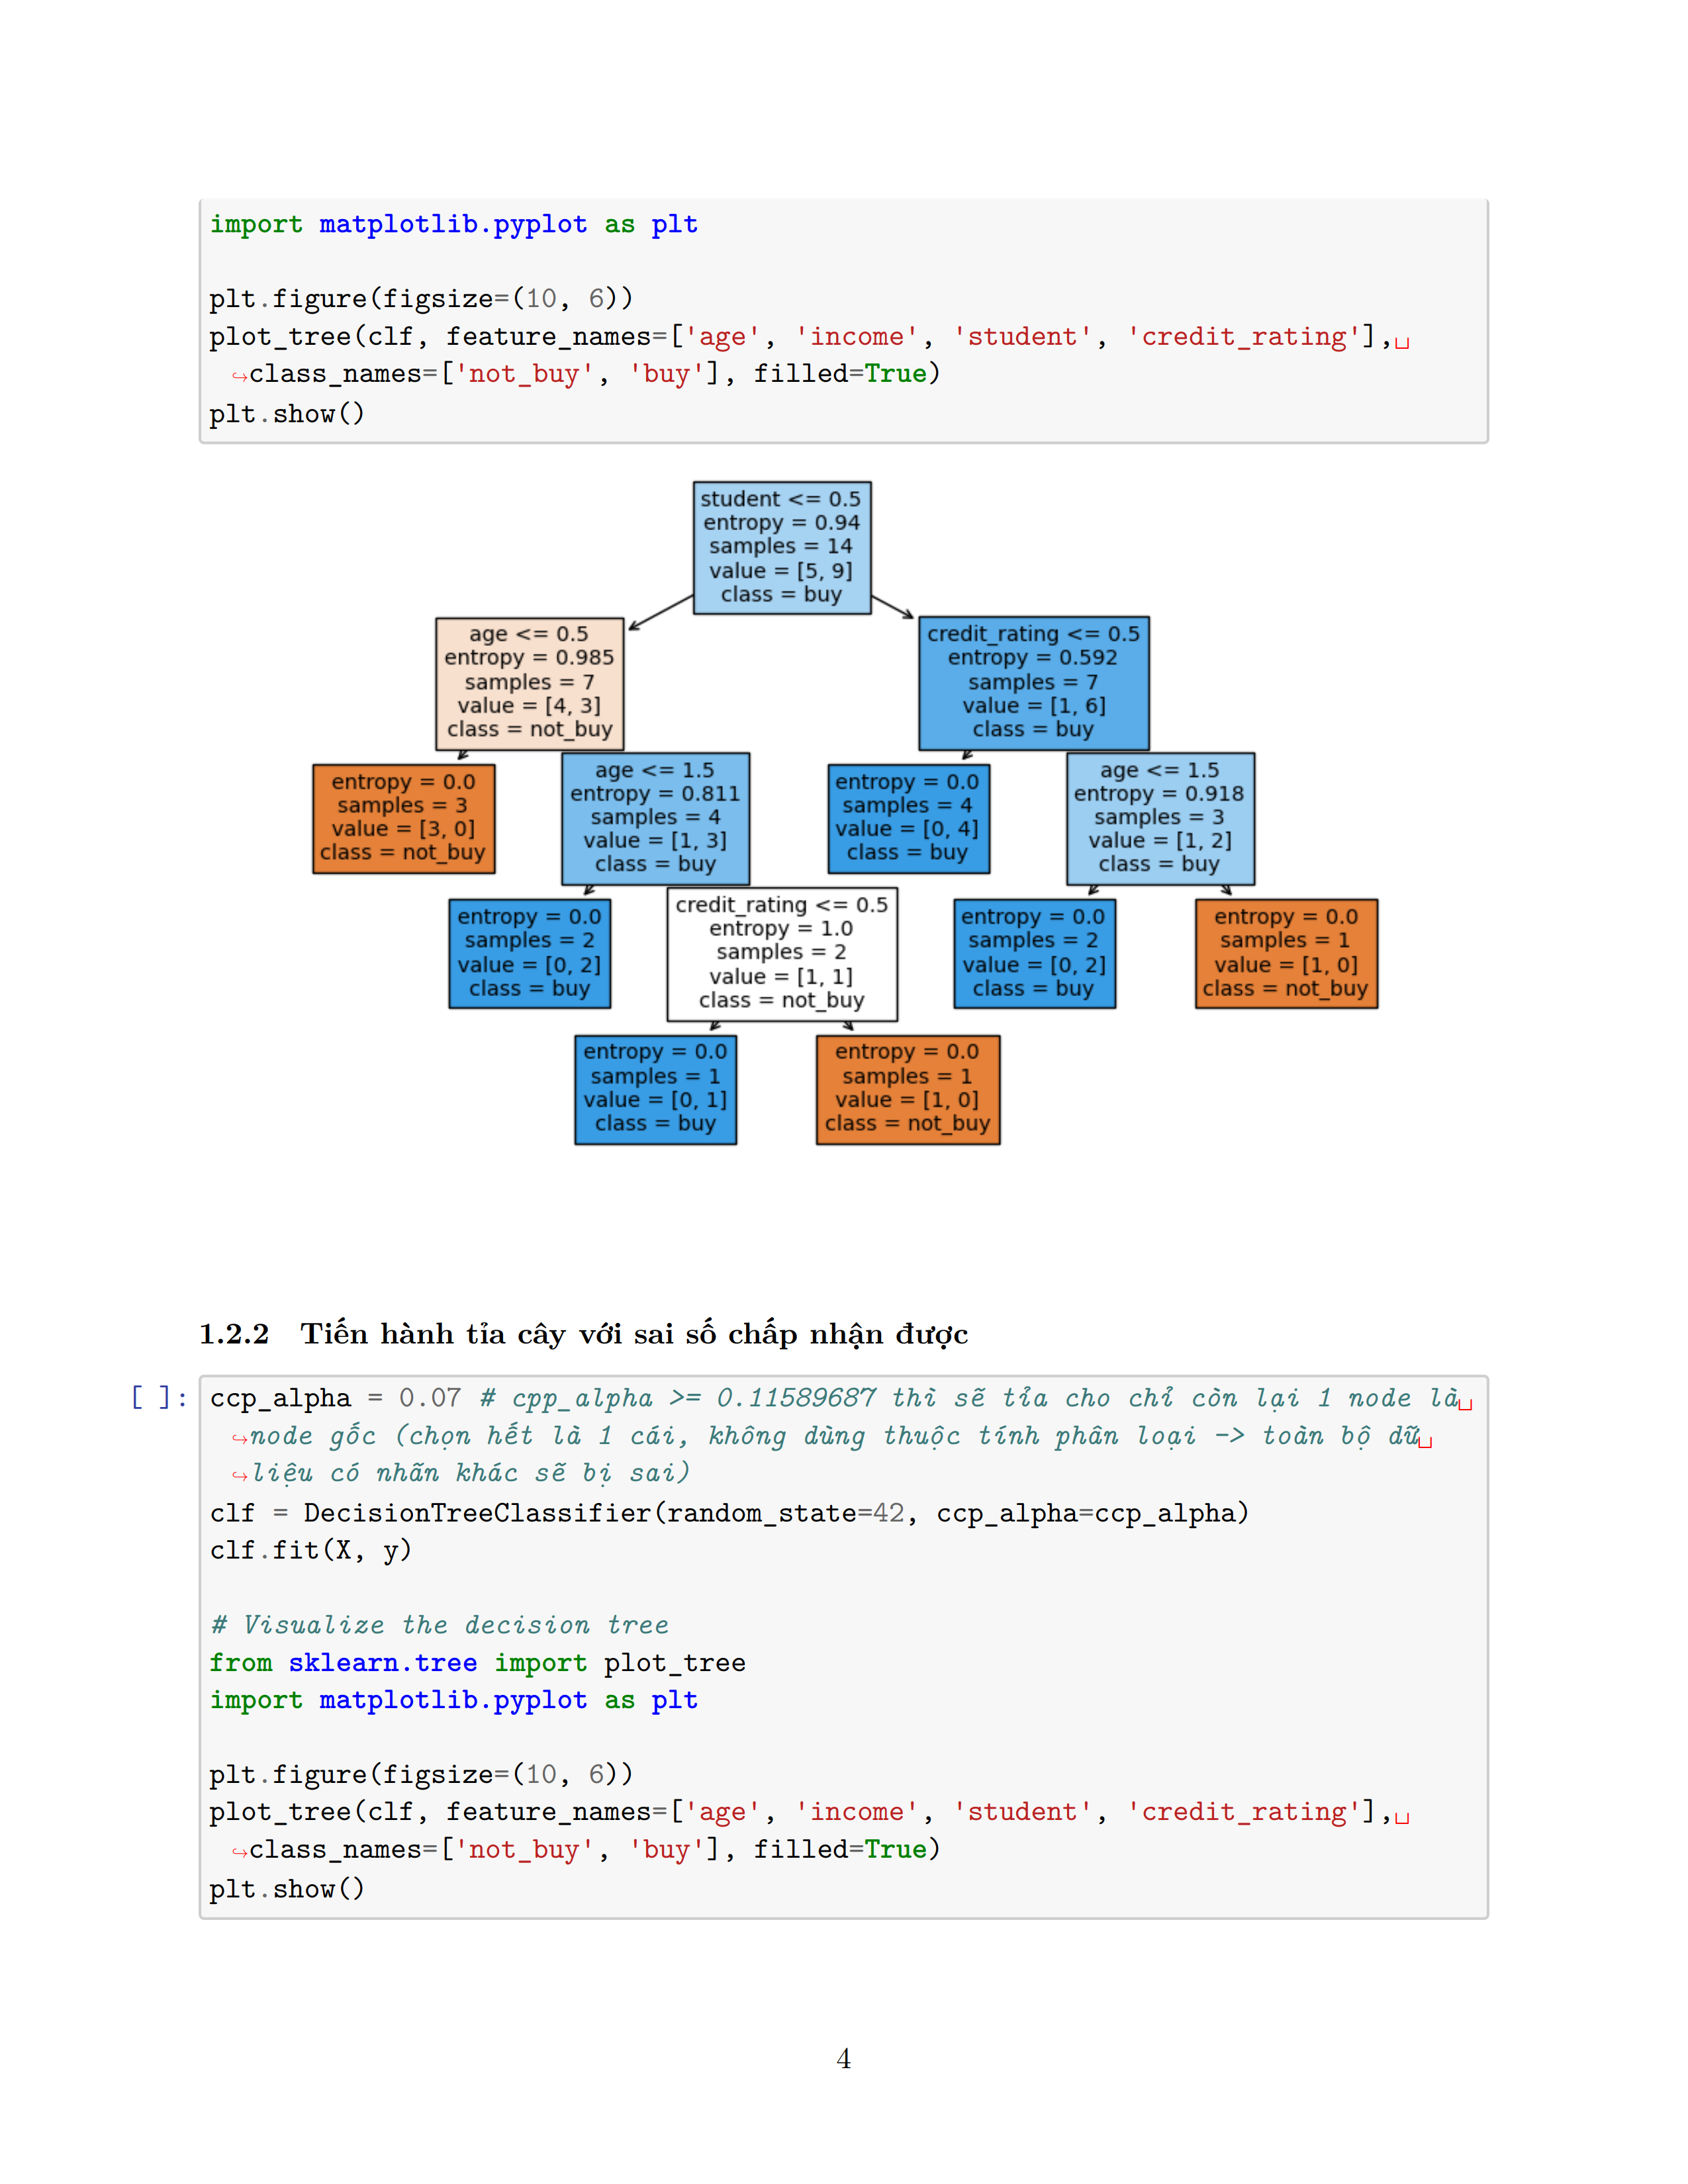 import matplotlib.pyplot as plt
plt.figure(figsize=(10, 6))
plot_tree(clf, feature_names=['age', 'income', 'student', 'credit_rating'],␣
↪class_names=['not_buy', 'buy'], filled=True)
plt.show()
student <= 0.5
entropy = 0.94
samples = 14
value = [5, 9]
class = buy
age <= 0.5
entropy = 0.985
samples = 7
value = [4, 3]
class = not_buy
credit_rating <= 0.5
entropy = 0.592
samples = 7
value = [1, 6]
class = buy
entropy = 0.0
samples = 3
value = [3, 0]
class = not_buy
age <= 1.5
entropy = 0.811
samples = 4
value = [1, 3]
class = buy
entropy = 0.0
samples = 4
value = [0, 4]
class = buy
age <= 1.5
entropy = 0.918
samples = 3
value = [1, 2]
class = buy
entropy = 0.0
samples = 2
value = [0, 2]
class = buy
credit_rating <= 0.5
entropy = 1.0
samples = 2
value = [1, 1]
class = not_buy
entropy = 0.0
samples = 2
value = [0, 2]
class = buy
entropy = 0.0
samples = 1
value = [1, 0]
class = not_buy
entropy = 0.0
samples = 1
value = [0, 1]
class = buy
entropy = 0.0
samples = 1
value = [1, 0]
class = not_buy
1.2.2 Tiến hành tỉa cây với sai số chấp nhận được
[ ]: ccp_alpha = 0.07 # cpp_alpha >= 0.11589687 thì sẽ tỉa cho chỉ còn lại 1 node là␣
↪node gốc (chọn hết là 1 cái, không dùng thuộc tính phân loại -> toàn bộ dữ␣
↪liệu có nhãn khác sẽ bị sai)
clf = DecisionTreeClassifier(random_state=42, ccp_alpha=ccp_alpha)
clf.fit(X, y)
# Visualize the decision tree
from sklearn.tree import plot_tree
import matplotlib.pyplot as plt
plt.figure(figsize=(10, 6))
plot_tree(clf, feature_names=['age', 'income', 'student', 'credit_rating'],␣
↪class_names=['not_buy', 'buy'], filled=True)
plt.show()
4